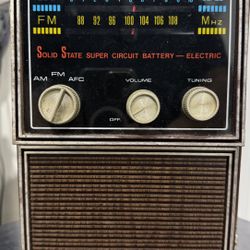 FM 88 92 96 100 104 108 MHZ
SOLID STATE SUPER CIRCUIT BATTERY — ELECTRIC
AM FM AFC VOLUME TUNING
OFF.